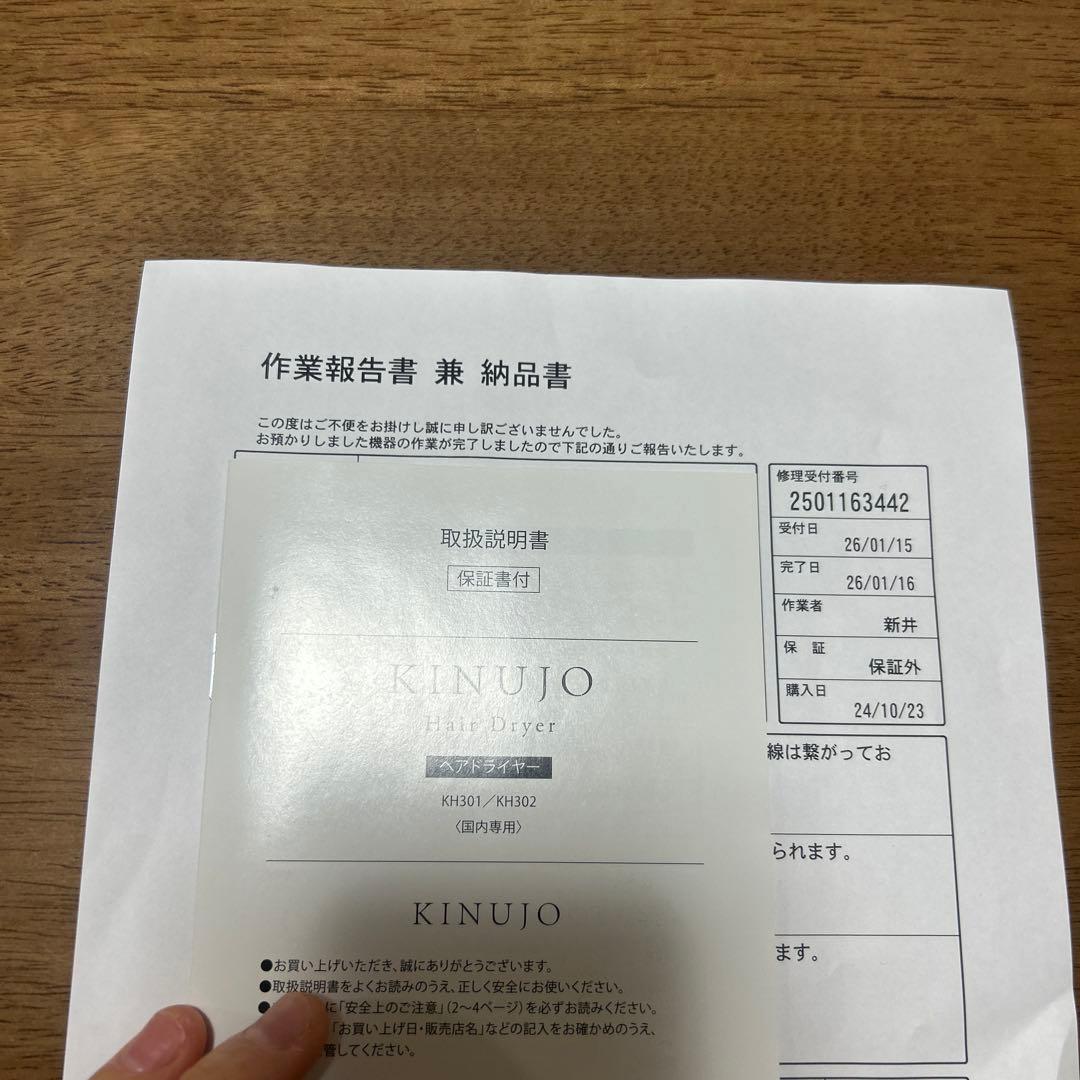 作業報告書 兼 納品書
この度はご不便をお掛けし誠に申し訳ございませんでした。
お預かりしました機器の作業が完了しましたので下記の通りご報告いたします。
修理受付番号
2501163442
受付日
26/01/15
完了日
26/01/16
作業者
新井
保 証
保証外
購入日
24/10/23
線は繋がってお
られます。
ます。
取扱説明書
保証書付
KINUJO
Hair Dryer
ヘアドライヤー
KH301／KH302
〈国内専用〉
KINUJO
●お買い上げいただき、誠にありがとうございます。
●取扱説明書をよくお読みのうえ、正しく安全にお使いください。
●に「安全上のご注意」（2〜4ページ）を必ずお読みください。
「お買い上げ日・販売店名」などの記入をお確かめのうえ、
管してください。